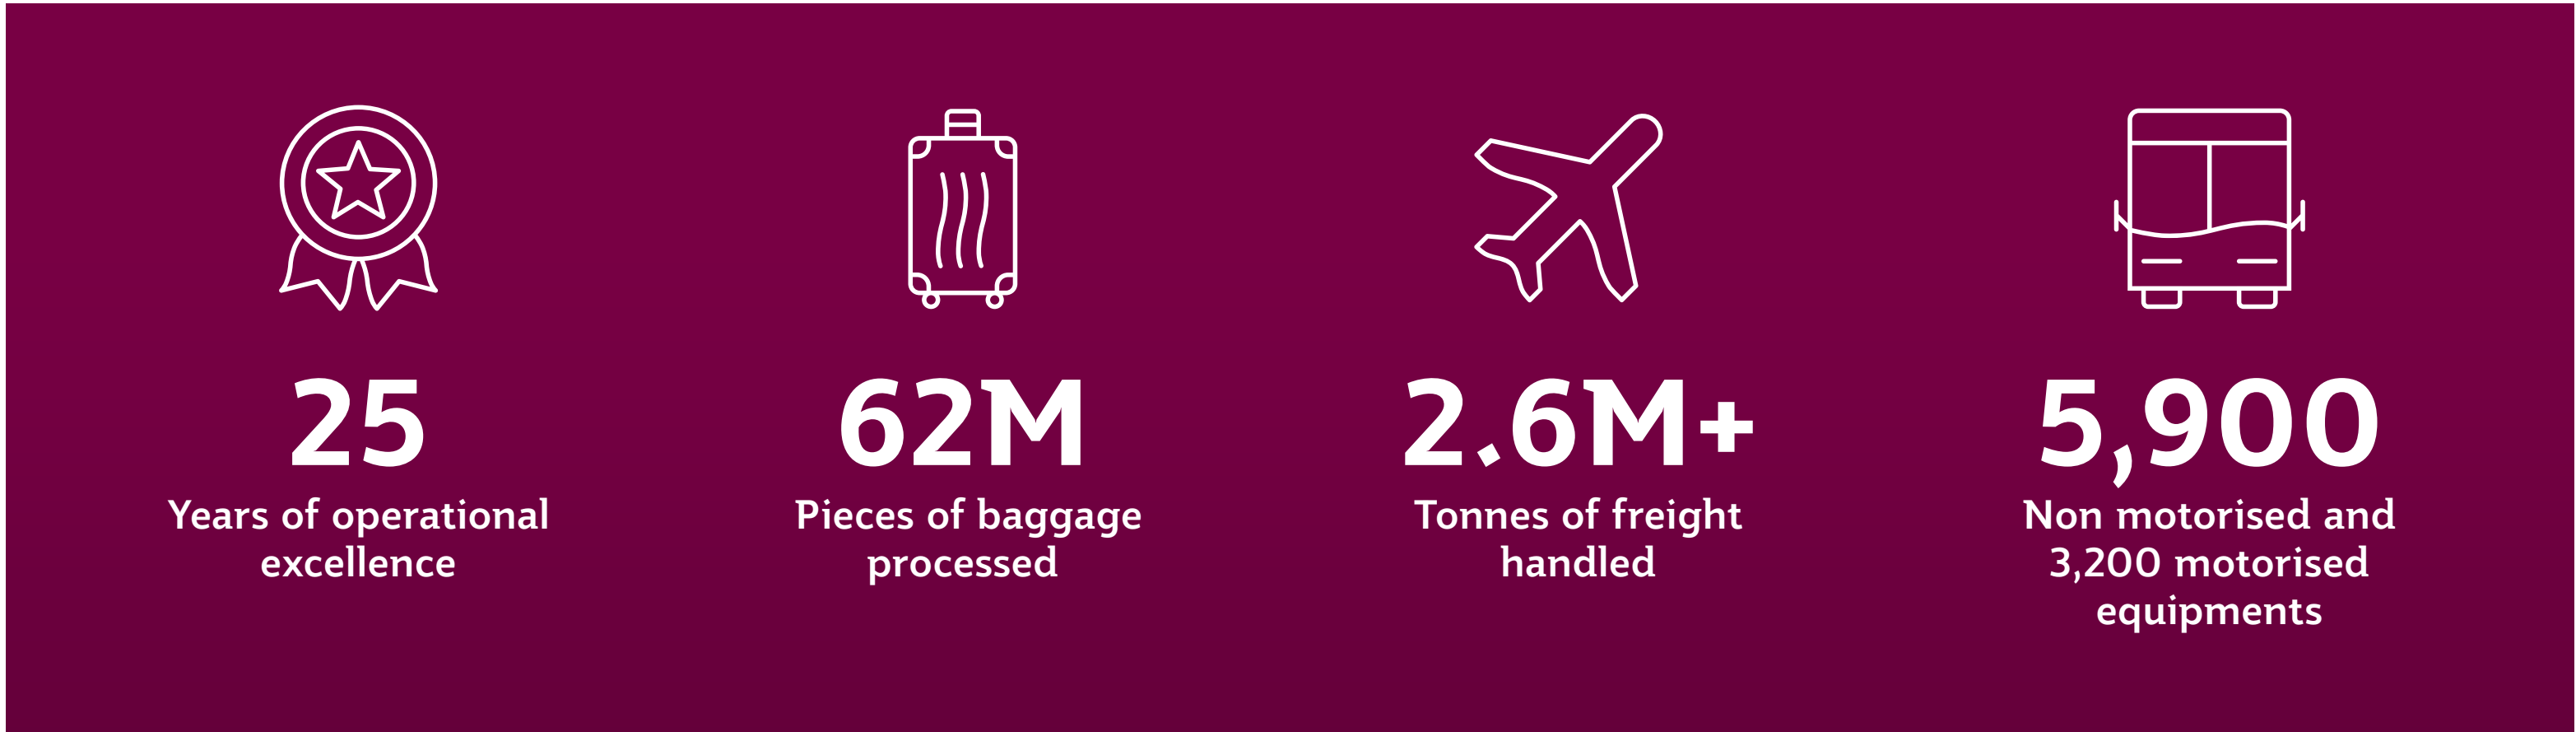 25
Years of operational
excellence
62M
Pieces of baggage
processed
2.6M+
Tonnes of freight
handled
5,900
Non motorised and
3,200 motorised
equipments